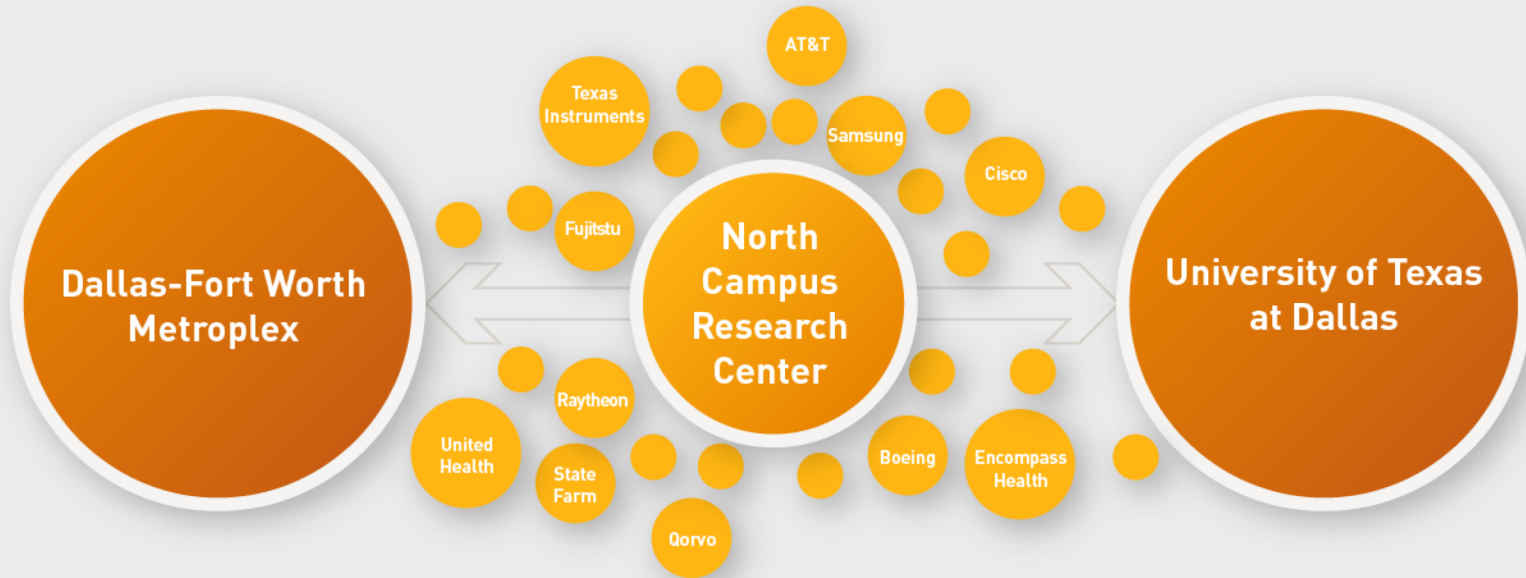 AT&T
Texas
Instruments
Samsung
Cisco
Fujitstu
North
Campus
Research
Center
Dallas-Fort Worth
Metroplex
University of Texas
at Dallas
Raytheon
United
Health
State
Farm
Boeing
Encompass
Health
Qorvo